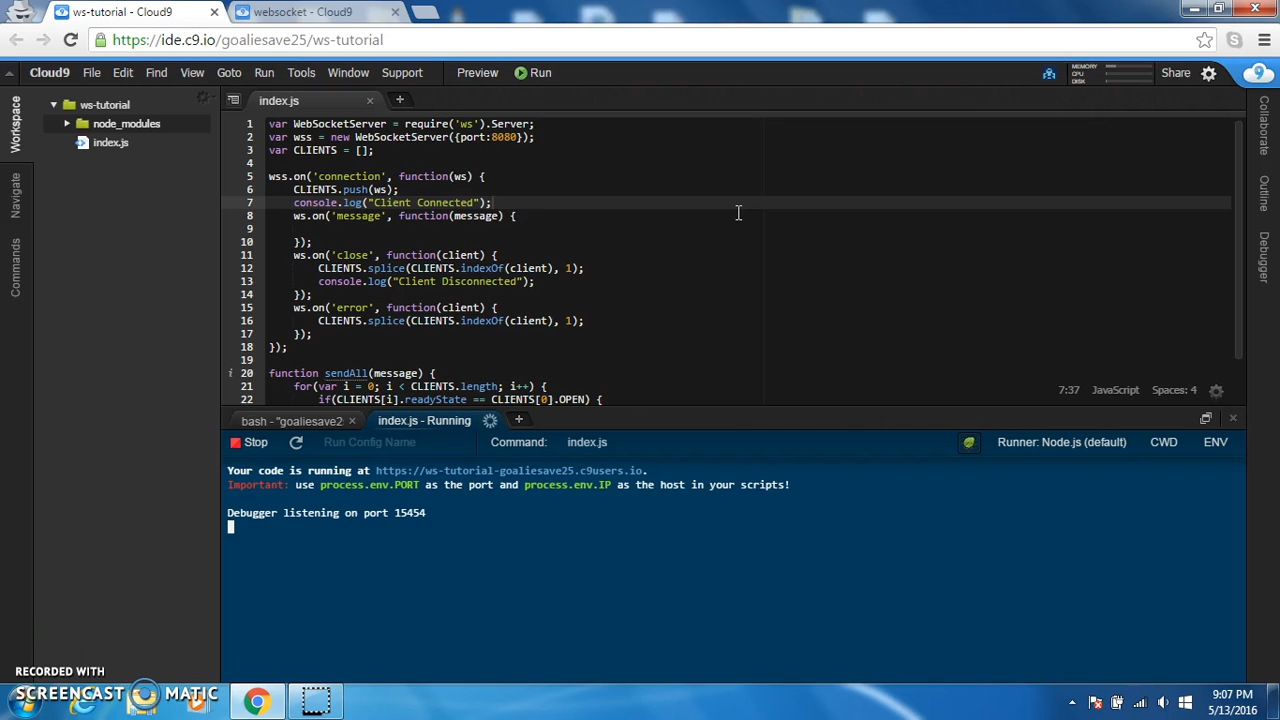 ws-tutorial - Cloud9
websocket - Cloud9
https://ide.c9.io/goaliesave25/ws-tutorial
Cloud9 File Edit Find View Goto Run Tools Window Support Preview Run
MEMORY
CPU
DISK
Share
Workspace
Navigate
Commands
ws-tutorial
node_modules
index.js
index.js
1 var WebSocketServer = require('ws').Server;
2 var wss = new WebSocketServer({port:8080});
3 var CLIENTS = [];
4
5 wss.on('connection', function(ws) {
6 CLIENTS.push(ws);
7 console.log("Client Connected");
8 ws.on('message', function(message) {
9
10 });
11 ws.on('close', function(client) {
12 CLIENTS.splice(CLIENTS.indexOf(client), 1);
13 console.log("Client Disconnected");
14 });
15 ws.on('error', function(client) {
16 CLIENTS.splice(CLIENTS.indexOf(client), 1);
17 });
18 });
19
i 20 function sendAll(message) {
21 for(var i = 0; i < CLIENTS.length; i++) {
22 if(CLIENTS[i].readyState == CLIENTS[0].OPEN) {
7:37 JavaScript Spaces: 4
Collaborate
Outline
Debugger
bash - "goaliesave2
index.js - Running
Stop Run Config Name Command: index.js Runner: Node.js (default) CWD ENV
Your code is running at https://ws-tutorial-goaliesave25.c9users.io.
Important: use process.env.PORT as the port and process.env.IP as the host in your scripts!
Debugger listening on port 15454
RECORDED WITH
SCREENCAST MATIC
9:07 PM
5/13/2016